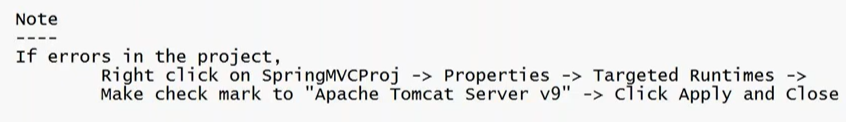 Note
----
If errors in the project,
Right click on SpringMVCProj -> Properties -> Targeted Runtimes ->
Make check mark to "Apache Tomcat Server v9" -> Click Apply and Close